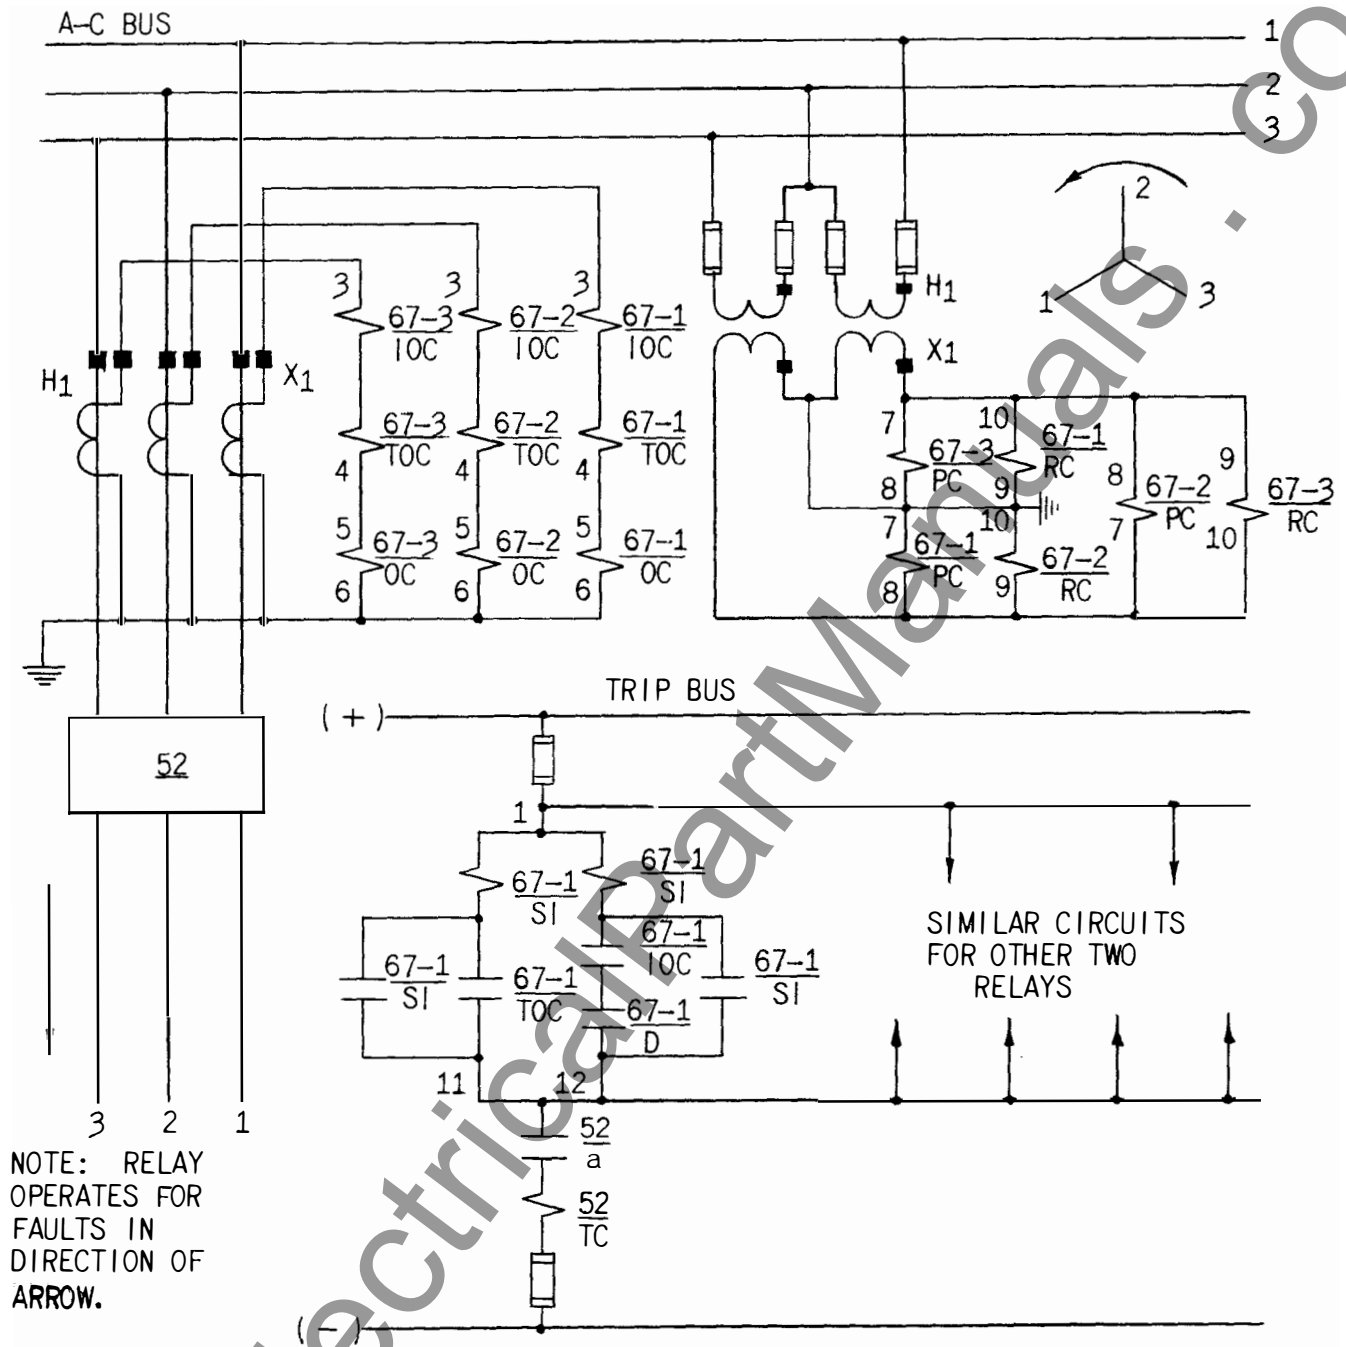 A-C BUS
1
2
3
2
1
3
H1
X1
3
67-3
IOC
3
67-2
IOC
3
67-1
IOC
H1
X1
67-3
TOC
4
67-2
TOC
4
67-1
TOC
4
5
67-3
OC
6
5
67-2
OC
6
5
67-1
OC
6
7
67-3
PC
8
10
67-1
RC
9
7
67-1
PC
8
10
67-2
RC
9
8
67-2
PC
7
9
67-3
RC
10
TRIP BUS
(+)
52
1
67-1
SI
67-1
SI
67-1
SI
67-1
TOC
67-1
IOC
67-1
D
67-1
SI
SIMILAR CIRCUITS
FOR OTHER TWO
RELAYS
11
12
52
a
52
TC
(-)
3 2 1
NOTE: RELAY
OPERATES FOR
FAULTS IN
DIRECTION OF
ARROW.
ElectricalPartManuals . co